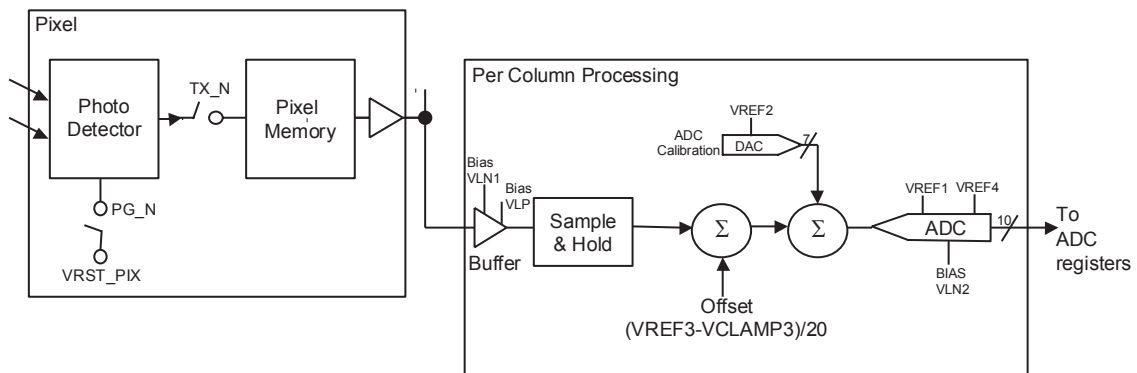 Pixel
Photo
Detector
TX_N
Pixel
Memory
PG_N
VRST_PIX
Per Column Processing
VREF2
ADC
Calibration
DAC
7
Bias
VLN1
Bias
VLP
Buffer
Sample
& Hold
Σ
Σ
Offset
(VREF3-VCLAMP3)/20
VREF1
VREF4
ADC
10
BIAS
VLN2
To
ADC
registers